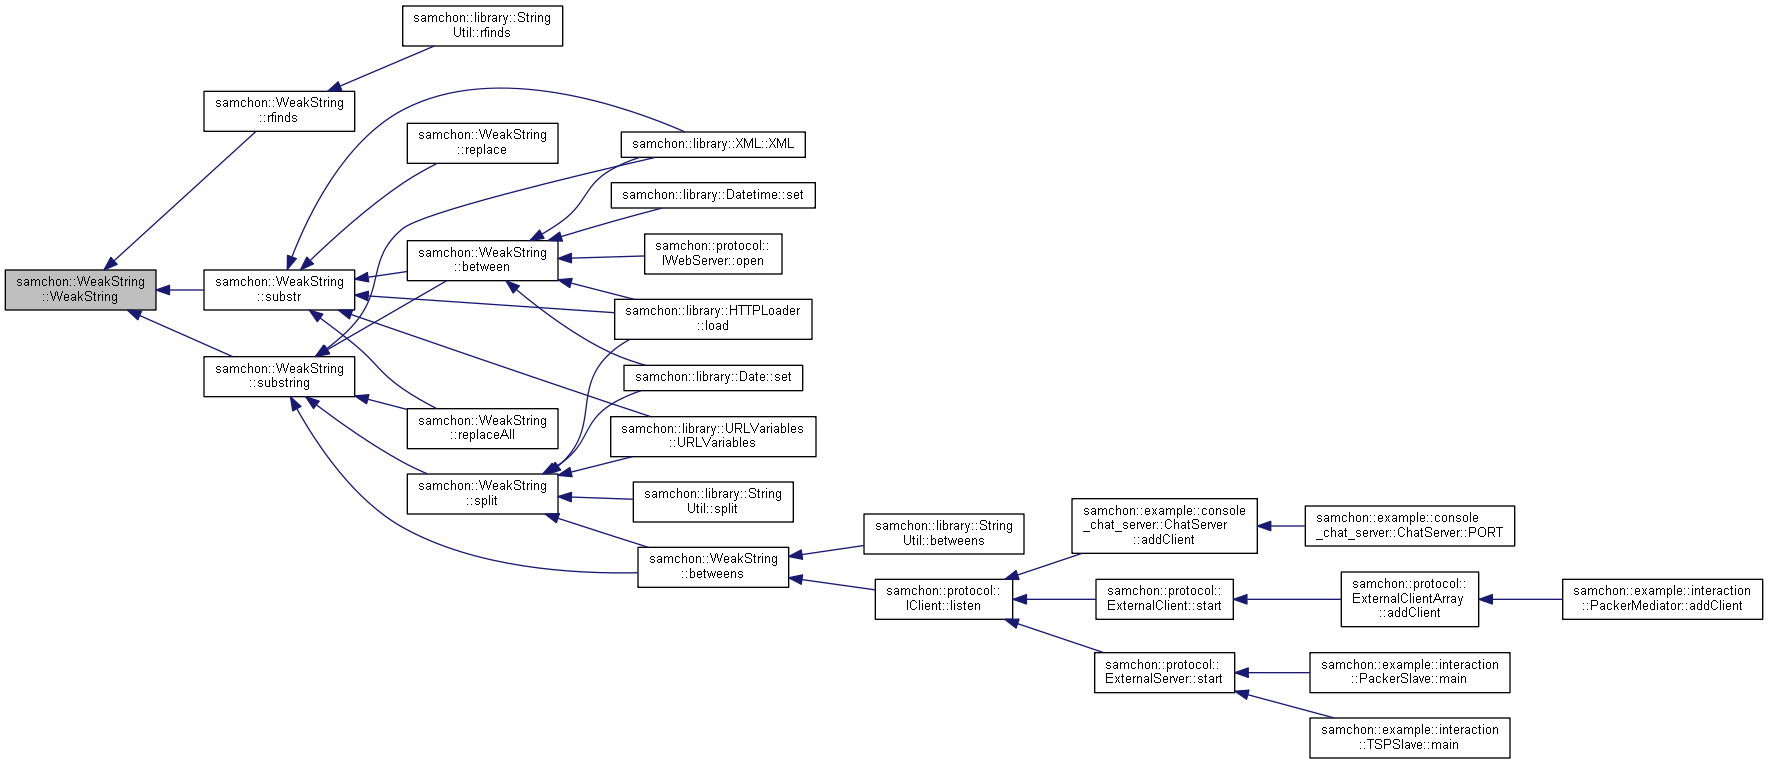 samchon::library::String
Util::rfinds
samchon::WeakString
::rfinds
samchon::WeakString
::replace
samchon::library::XML::XML
samchon::library::Datetime::set
samchon::WeakString
::between
samchon::protocol::
IWebServer::open
samchon::WeakString
::WeakString
samchon::WeakString
::substr
samchon::library::HTTPLoader
::load
samchon::WeakString
::substring
samchon::library::Date::set
samchon::WeakString
::replaceAll
samchon::library::URLVariables
::URLVariables
samchon::WeakString
::split
samchon::library::String
Util::split
samchon::library::String
Util::betweens
samchon::example::console
_chat_server::ChatServer
::addClient
samchon::example::console
_chat_server::ChatServer::PORT
samchon::WeakString
::betweens
samchon::protocol::
IClient::listen
samchon::protocol::
ExternalClient::start
samchon::protocol::
ExternalClientArray
::addClient
samchon::example::interaction
::PackerMediator::addClient
samchon::protocol::
ExternalServer::start
samchon::example::interaction
::PackerSlave::main
samchon::example::interaction
::TSPSlave::main